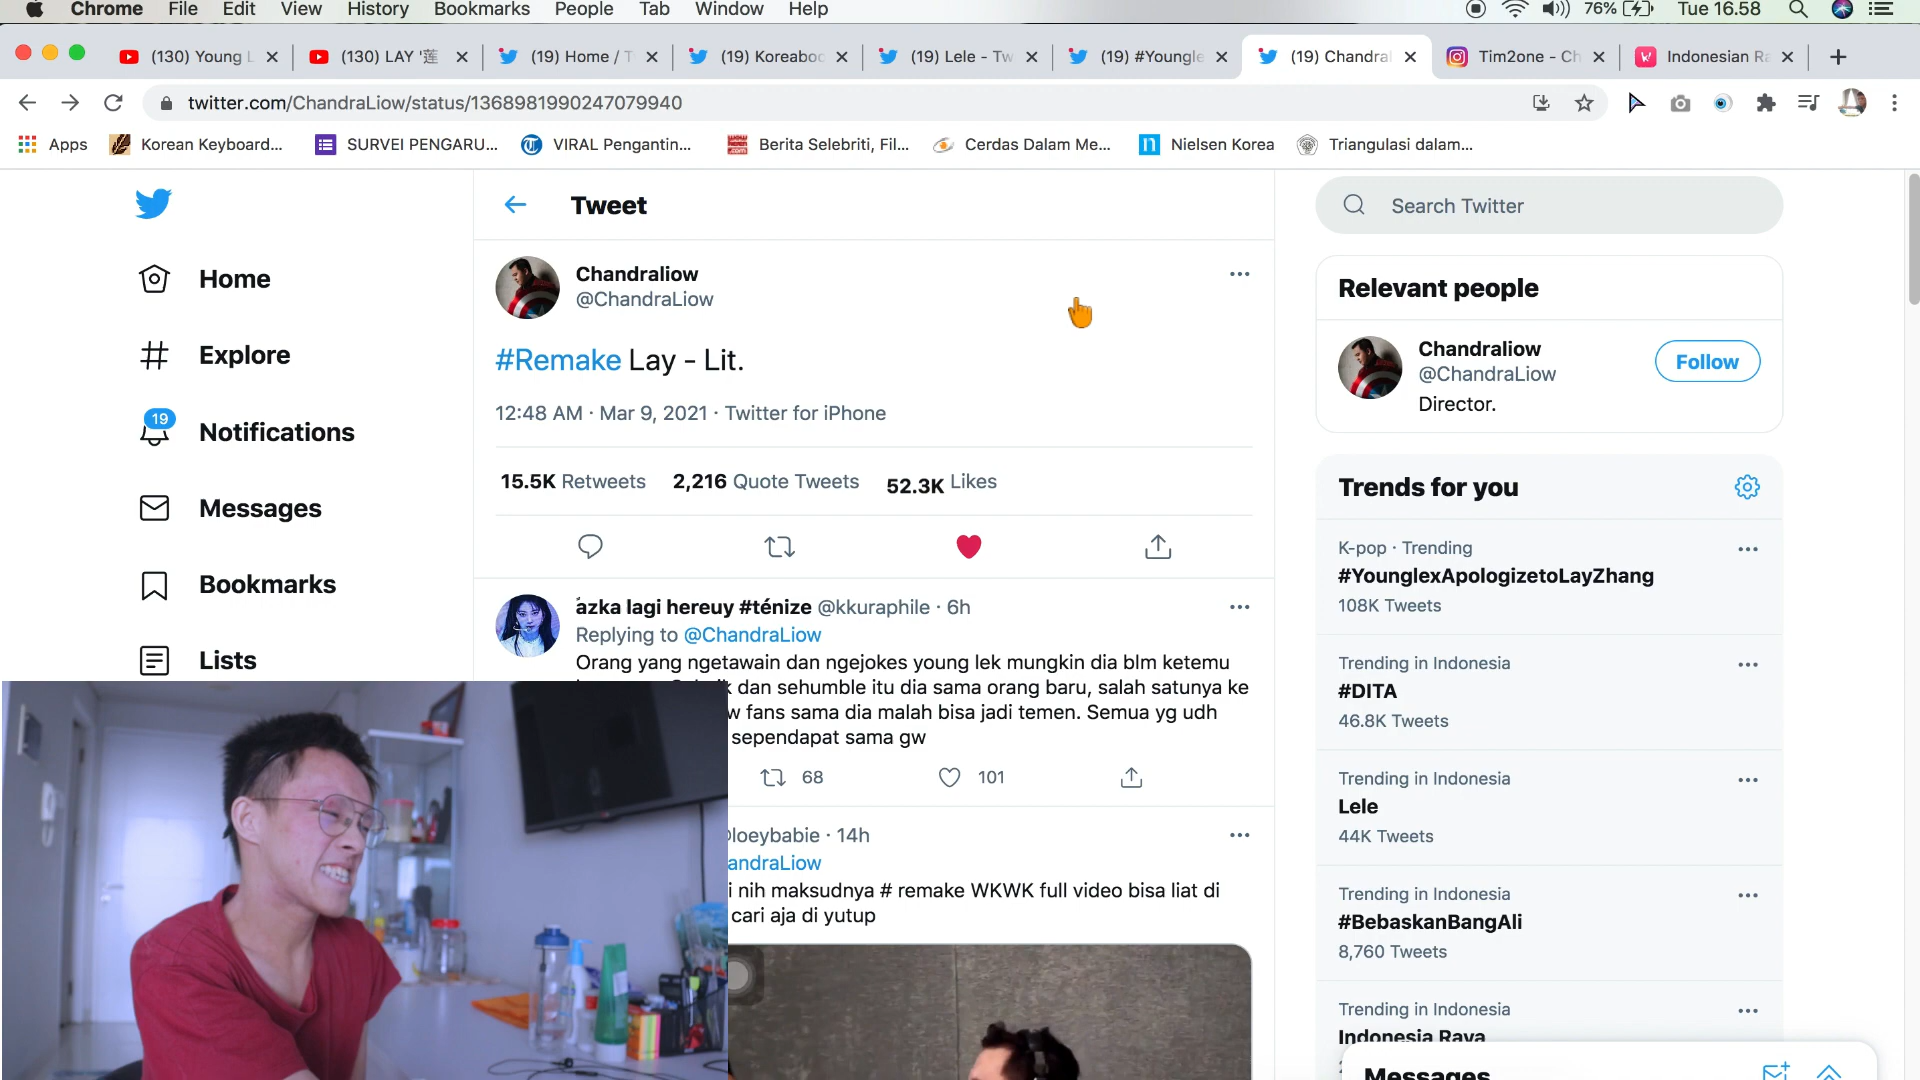 Chrome File Edit View History Bookmarks People Tab Window Help 76% Tue 16.58
(130) Young L (130) LAY '莲 (19) Home / T (19) Koreaboo (19) Lele - Tw (19) #Youngle (19) Chandral Tim2one - Ch Indonesian Ra
twitter.com/ChandraLiow/status/1368981990247079940
Apps Korean Keyboard... SURVEI PENGARU... VIRAL Pengantin... Berita Selebriti, Fil... Cerdas Dalam Me... Nielsen Korea Triangulasi dalam...
Home
Explore
19
Notifications
Messages
Bookmarks
Lists
Tweet
Chandraliow
@ChandraLiow
#Remake Lay - Lit.
12:48 AM · Mar 9, 2021 · Twitter for iPhone
15.5K Retweets 2,216 Quote Tweets 52.3K Likes
azka lagi hereuy #ténize @kkuraphile · 6h
Replying to @ChandraLiow
Orang yang ngetawain dan ngejokes young lek mungkin dia blm ketemu
dan sehumble itu dia sama orang baru, salah satunya ke
w fans sama dia malah bisa jadi temen. Semua yg udh
sependapat sama gw
68 101
loeybabie · 14h
andraLiow
i nih maksudnya # remake WKWK full video bisa liat di
cari aja di yutup
Search Twitter
Relevant people
Chandraliow
@ChandraLiow
Director.
Follow
Trends for you
K-pop · Trending
#YounglexApologizetoLayZhang
108K Tweets
Trending in Indonesia
#DITA
46.8K Tweets
Trending in Indonesia
Lele
44K Tweets
Trending in Indonesia
#BebaskanBangAli
8,760 Tweets
Trending in Indonesia
Indonesia Raya
Messages